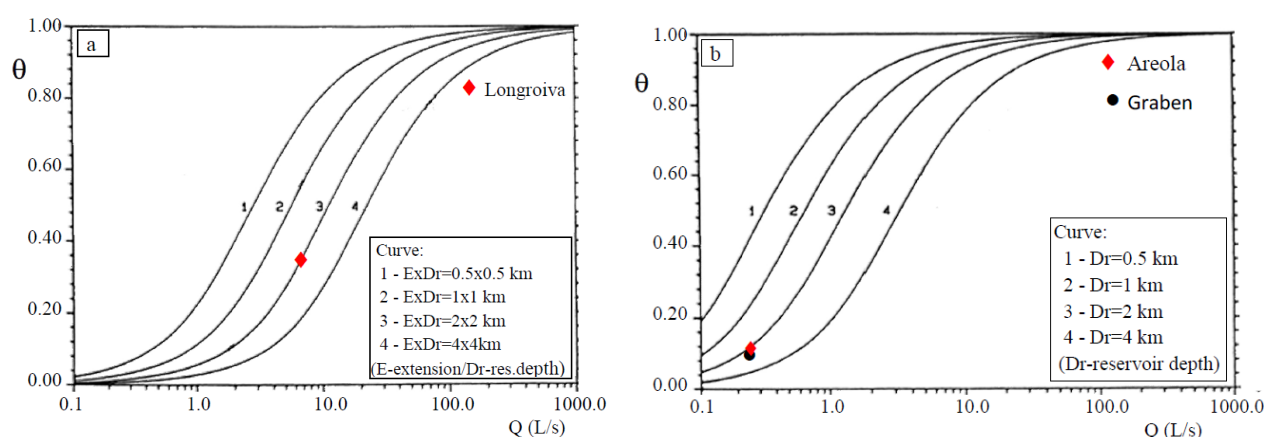 1.00
a
θ
0.80
Longroiva
0.60
1
2
3
4
0.40
Curve:
1 - ExDr=0.5x0.5 km
2 - ExDr=1x1 km
3 - ExDr=2x2 km
4 - ExDr=4x4km
(E-extension/Dr-res.depth)
0.20
0.00
0.1
1.0
10.0
100.0
1000.0
Q (L/s)
1.00
b
θ
Areola
Graben
0.80
0.60
1
2
3
4
0.40
Curve:
1 - Dr=0.5 km
2 - Dr=1 km
3 - Dr=2 km
4 - Dr=4 km
(Dr-reservoir depth)
0.20
0.00
0.1
1.0
10.0
100.0
1000.0
Q (L/s)